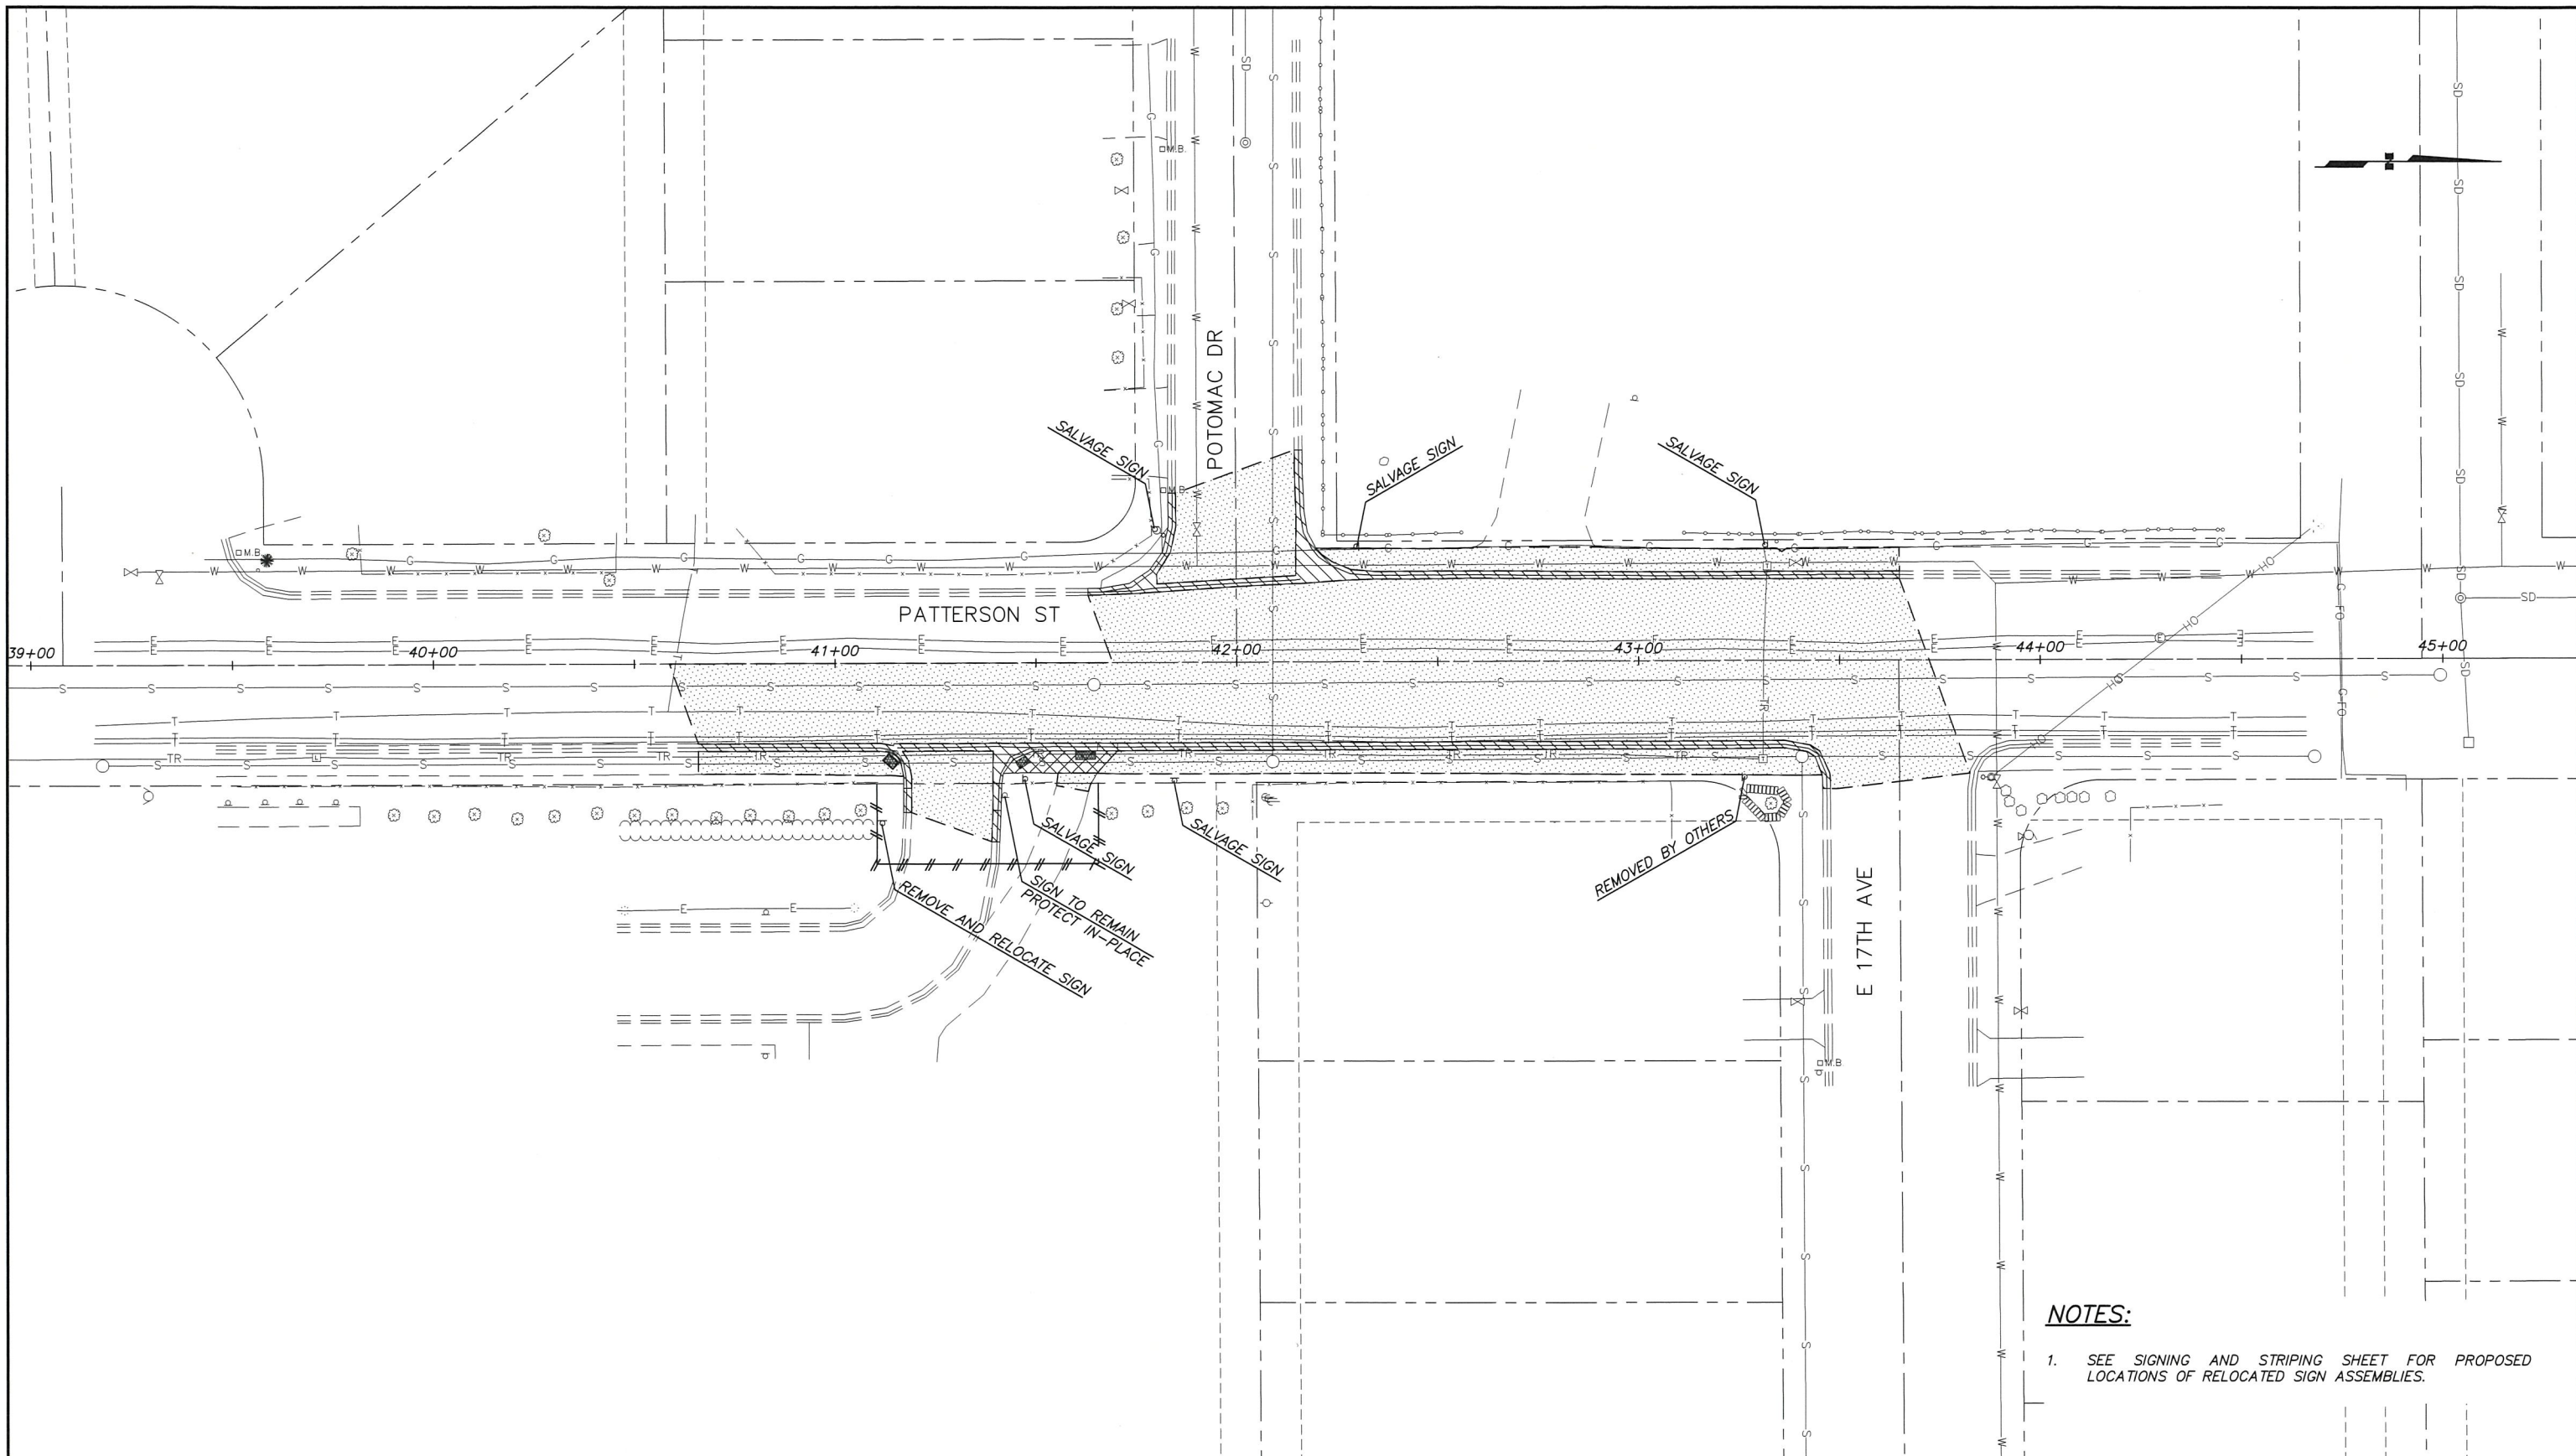 POTOMAC DR
SALVAGE SIGN
SALVAGE SIGN
SALVAGE SIGN
M.B.
M.B.
M.B.
PATTERSON ST
39+00
40+00
41+00
42+00
43+00
44+00
45+00
SALVAGE SIGN
SALVAGE SIGN
SIGN TO REMAIN
PROTECT IN-PLACE
REMOVE AND RELOCATE SIGN
REMOVED BY OTHERS
E 17TH AVE
M.B.
NOTES:
1. SEE SIGNING AND STRIPING SHEET FOR PROPOSED
LOCATIONS OF RELOCATED SIGN ASSEMBLIES.